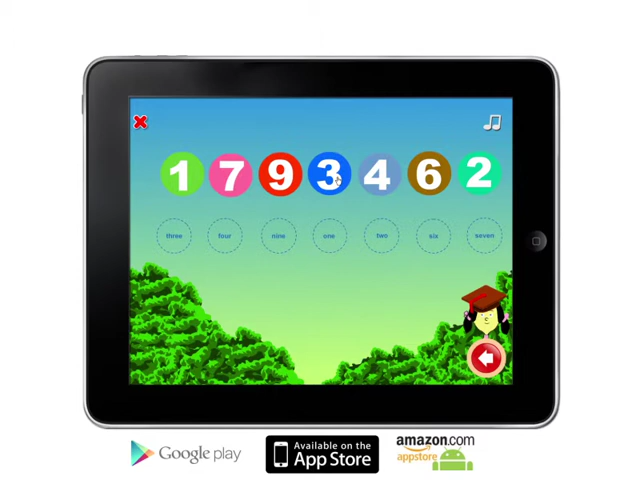 1 7 9 3 4 6 2
three four nine one two six seven
Google play
Available on the
App Store
amazon.com
appstore